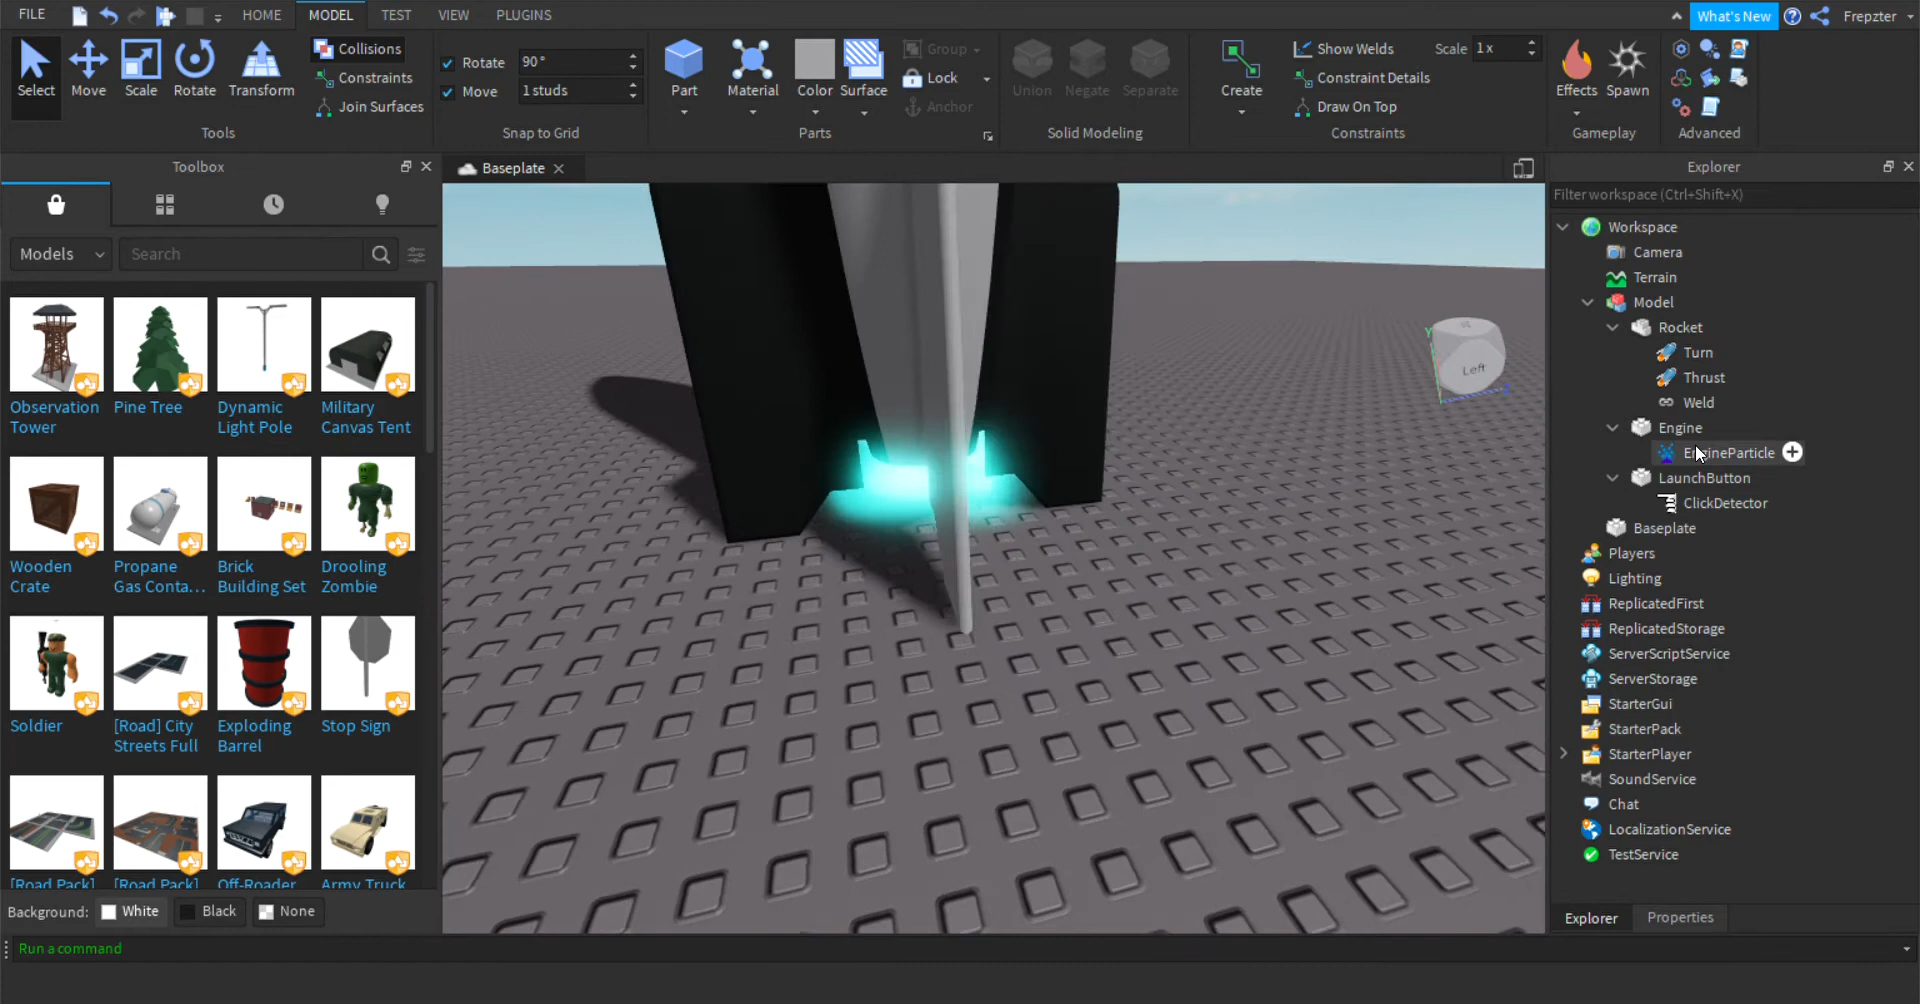 FILE HOME MODEL TEST VIEW PLUGINS What's New Frepzter
Select Move Scale Rotate Transform
Collisions
Constraints
Join Surfaces
Tools
Rotate 90°
Move 1 studs
Snap to Grid
Part Material Color Surface
Group
Lock
Anchor
Parts
Union Negate Separate
Solid Modeling
Create
Show Welds Scale 1 x
Constraint Details
Draw On Top
Constraints
Effects Spawn
Gameplay
Advanced
Toolbox
Models Search
Observation Tower
Pine Tree
Dynamic Light Pole
Military Canvas Tent
Wooden Crate
Propane Gas Conta...
Brick Building Set
Drooling Zombie
Soldier
[Road] City Streets Full
Exploding Barrel
Stop Sign
[Road Pack]
[Road Pack]
Off-Roader
Army Truck
Background: White Black None
Run a command
Baseplate
Left
Y
Explorer
Filter workspace (Ctrl+Shift+X)
Workspace
Camera
Terrain
Model
Rocket
Turn
Thrust
Weld
Engine
EngineParticle
LaunchButton
ClickDetector
Baseplate
Players
Lighting
ReplicatedFirst
ReplicatedStorage
ServerScriptService
ServerStorage
StarterGui
StarterPack
StarterPlayer
SoundService
Chat
LocalizationService
TestService
Explorer Properties